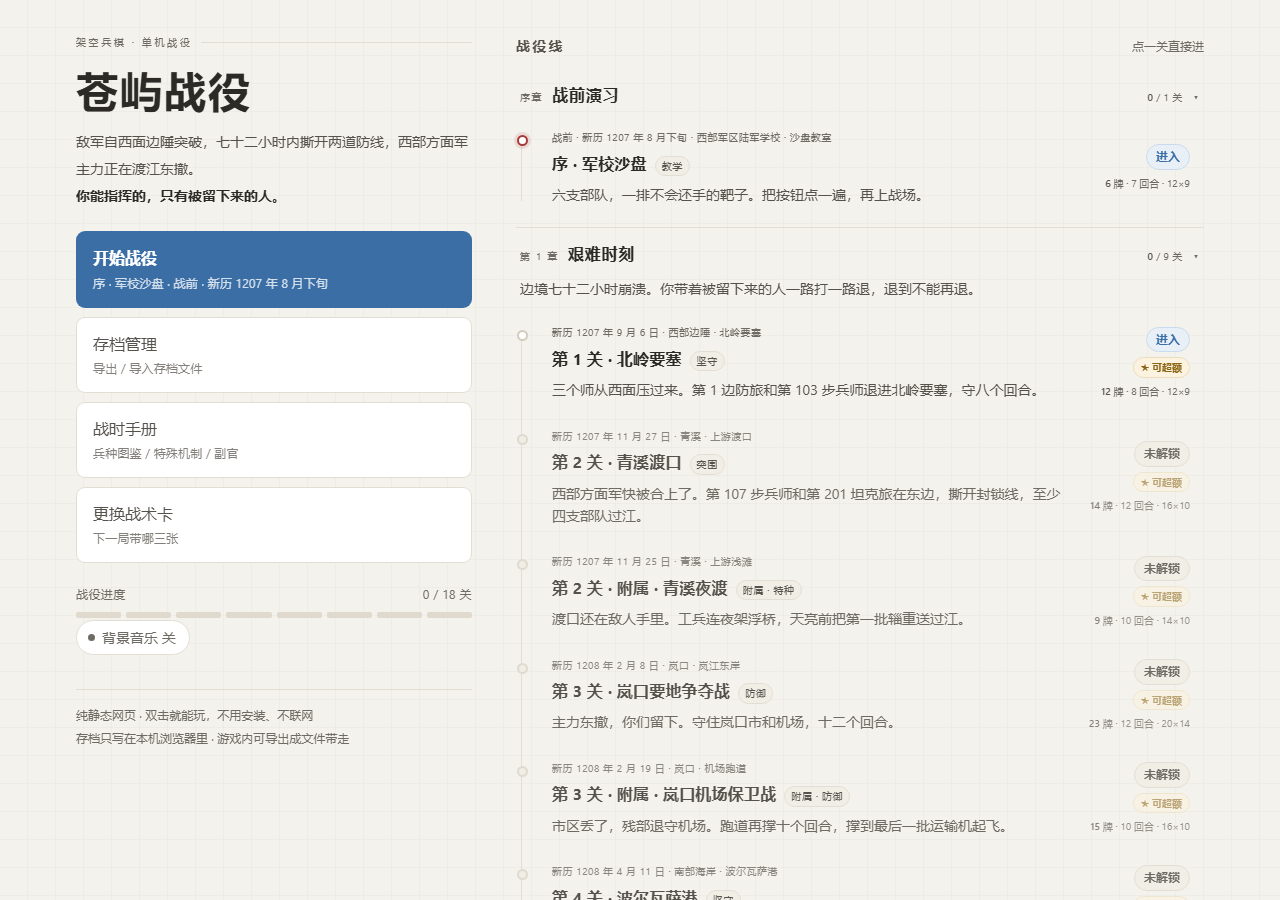 架空兵棋 · 单机战役
苍屿战役
敌军自西面边陲突破，七十二小时内撕开两道防线，西部方面军
主力正在渡江东撤。
你能指挥的，只有被留下来的人。
开始战役
序 · 军校沙盘 · 战前 · 新历 1207 年 8 月下旬
存档管理
导出 / 导入存档文件
战时手册
兵种图鉴 / 特殊机制 / 副官
更换战术卡
下一局带哪三张
战役进度 0 / 18 关
背景音乐 关
纯静态网页 · 双击就能玩，不用安装、不联网
存档只写在本机浏览器里 · 游戏内可导出成文件带走
战役线 点一关直接进
序章 战前演习 0 / 1 关 ▾
战前 · 新历 1207 年 8 月下旬 · 西部军区陆军学校 · 沙盘教室
序 · 军校沙盘 教学
六支部队，一排不会还手的靶子。把按钮点一遍，再上战场。
进入
6 牌 · 7 回合 · 12×9
第 1 章 艰难时刻 0 / 9 关 ▾
边境七十二小时崩溃。你带着被留下来的人一路打一路退，退到不能再退。
新历 1207 年 9 月 6 日 · 西部边陲 · 北岭要塞
第 1 关 · 北岭要塞 坚守
三个师从西面压过来。第 1 边防旅和第 103 步兵师退进北岭要塞，守八个回合。
进入
★ 可超额
12 牌 · 8 回合 · 12×9
新历 1207 年 11 月 27 日 · 青溪 · 上游渡口
第 2 关 · 青溪渡口 突围
西部方面军快被合上了。第 107 步兵师和第 201 坦克旅在东边，撕开封锁线，至少
四支部队过江。
未解锁
★ 可超额
14 牌 · 12 回合 · 16×10
新历 1207 年 11 月 25 日 · 青溪 · 上游浅滩
第 2 关 · 附属 · 青溪夜渡 附属 · 特种
渡口还在敌人手里。工兵连夜架浮桥，天亮前把第一批辎重送过江。
未解锁
★ 可超额
9 牌 · 10 回合 · 14×10
新历 1208 年 2 月 8 日 · 岚口 · 岚江东岸
第 3 关 · 岚口要地争夺战 防御
主力东撤，你们留下。守住岚口市和机场，十二个回合。
未解锁
★ 可超额
23 牌 · 12 回合 · 20×14
新历 1208 年 2 月 19 日 · 岚口 · 机场跑道
第 3 关 · 附属 · 岚口机场保卫战 附属 · 防御
市区丢了，残部退守机场。跑道再撑十个回合，撑到最后一批运输机起飞。
未解锁
★ 可超额
15 牌 · 10 回合 · 16×10
新历 1208 年 4 月 11 日 · 南部海岸 · 波尔瓦萨港
第 4 关 · 波尔瓦萨港 坚守
未解锁